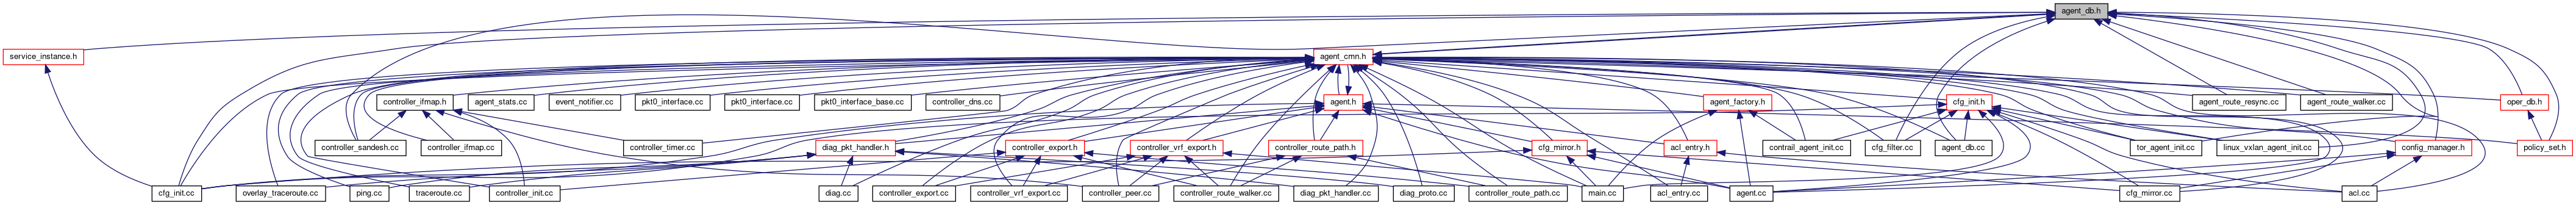 agent_db.h
service_instance.h
agent_cmn.h
controller_ifmap.h
agent_stats.cc
event_notifier.cc
pkt0_interface.cc
pkt0_interface.cc
pkt0_interface_base.cc
controller_dns.cc
agent.h
agent_factory.h
cfg_init.h
agent_route_resync.cc
agent_route_walker.cc
oper_db.h
controller_sandesh.cc
controller_ifmap.cc
controller_timer.cc
diag_pkt_handler.h
controller_export.h
controller_vrf_export.h
controller_route_path.h
cfg_mirror.h
acl_entry.h
contrail_agent_init.cc
cfg_filter.cc
agent_db.cc
tor_agent_init.cc
linux_vxlan_agent_init.cc
config_manager.h
policy_set.h
cfg_init.cc
overlay_traceroute.cc
ping.cc
traceroute.cc
controller_init.cc
diag.cc
controller_export.cc
controller_vrf_export.cc
controller_peer.cc
controller_route_walker.cc
diag_pkt_handler.cc
diag_proto.cc
controller_route_path.cc
main.cc
acl_entry.cc
agent.cc
cfg_mirror.cc
acl.cc